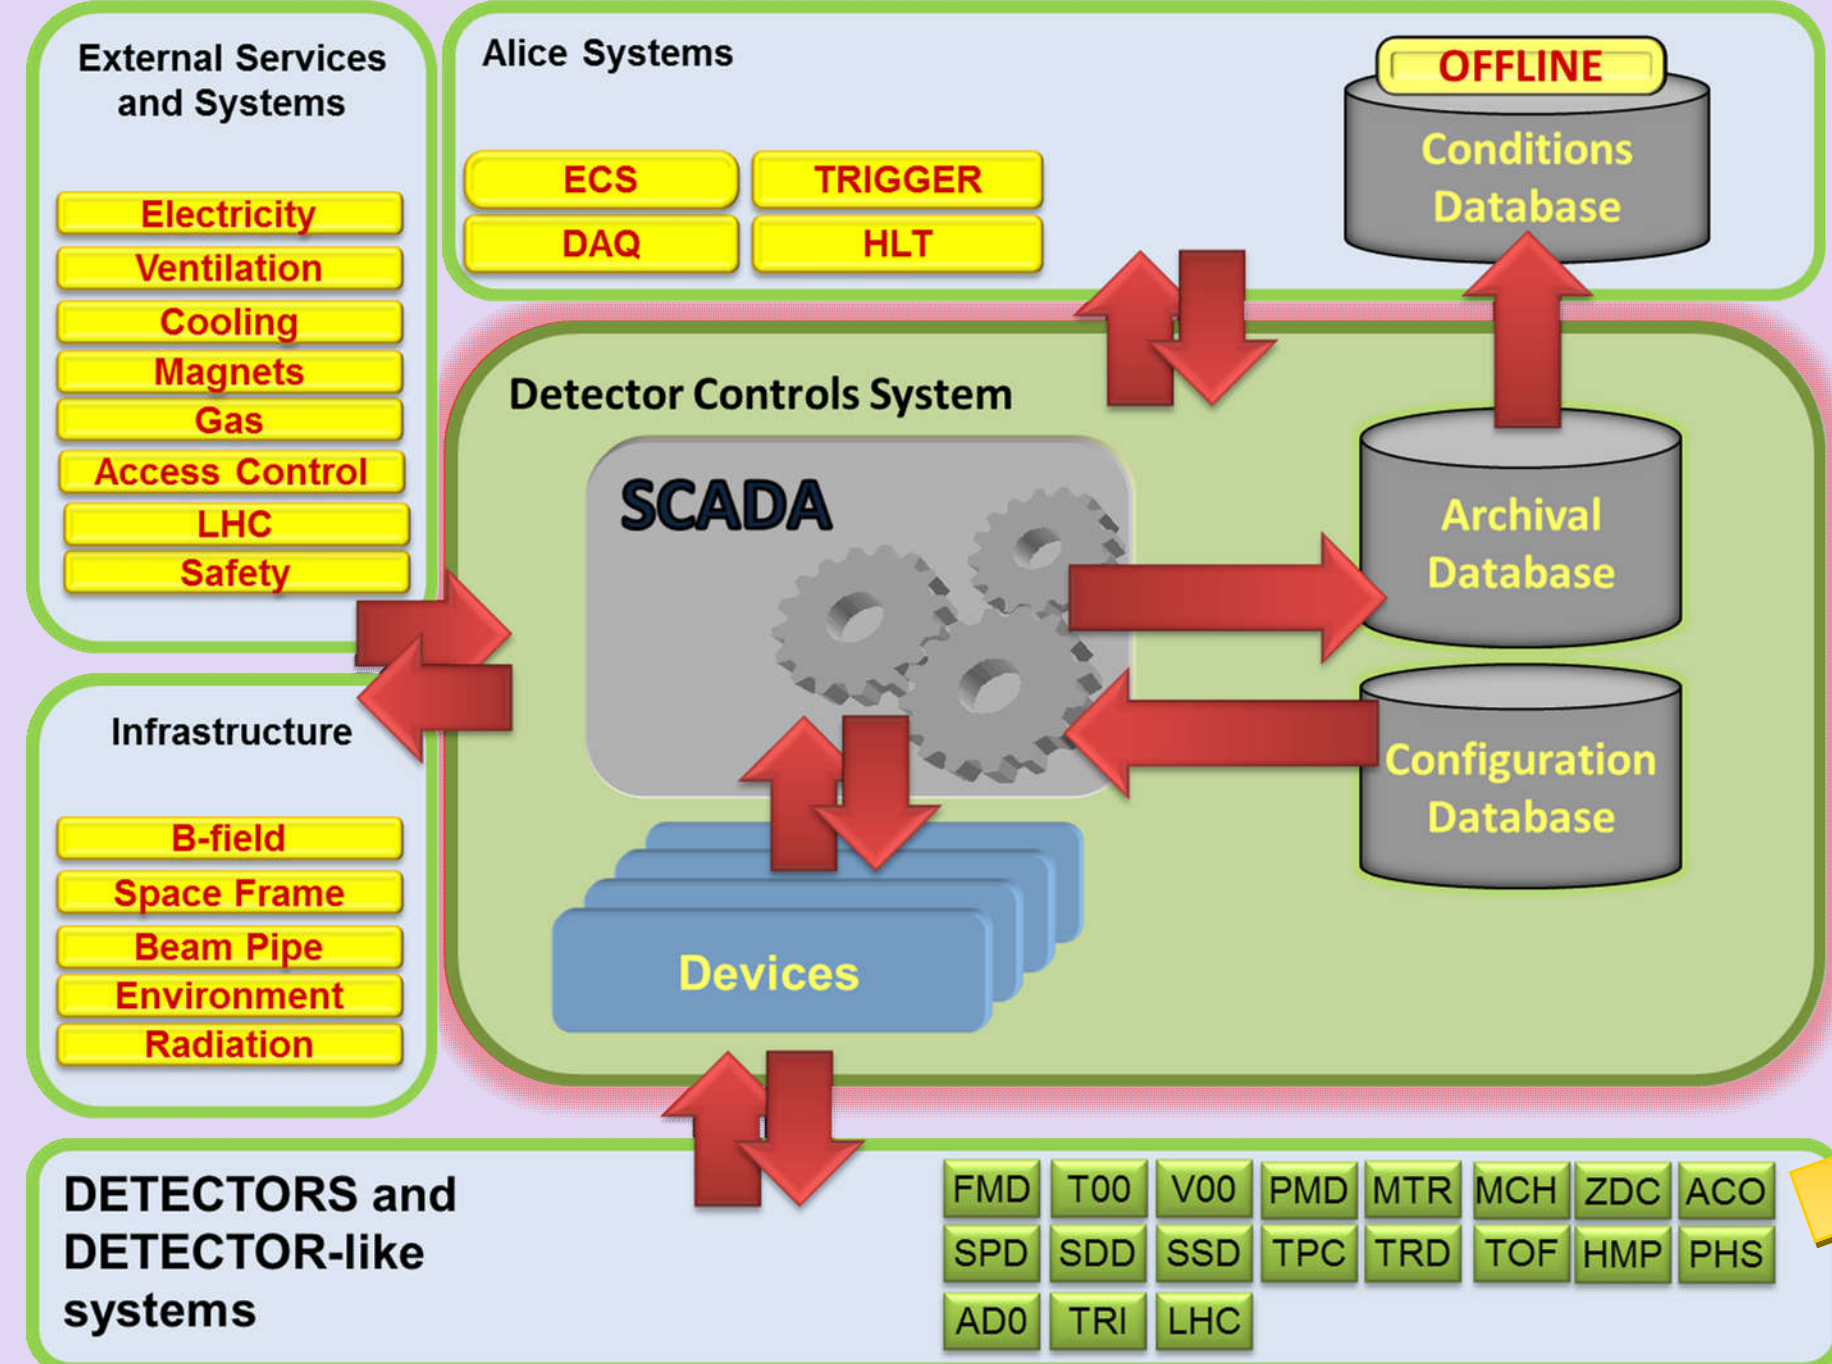 External Services
and Systems
Electricity
Ventilation
Cooling
Magnets
Gas
Access Control
LHC
Safety
Infrastructure
B-field
Space Frame
Beam Pipe
Environment
Radiation
Alice Systems
ECS TRIGGER
DAQ HLT
OFFLINE
Conditions
Database
Detector Controls System
SCADA
Archival
Database
Configuration
Database
Devices
DETECTORS and
DETECTOR-like
systems
FMD T00 V00 PMD MTR MCH ZDC ACO
SPD SDD SSD TPC TRD TOF HMP PHS
AD0 TRI LHC